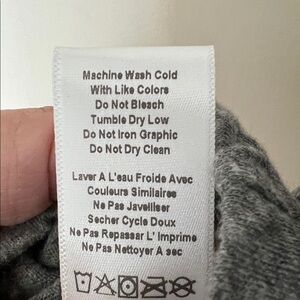 Machine Wash Cold
With Like Colors
Do Not Bleach
Tumble Dry Low
Do Not Iron Graphic
Do Not Dry Clean
Laver A L'eau Froide Avec
Couleurs Similaires
Ne Pas Javelliser
Secher Cycle Doux
Ne Pas Repassar L' Imprime
Ne Pas Nettoyer A sec